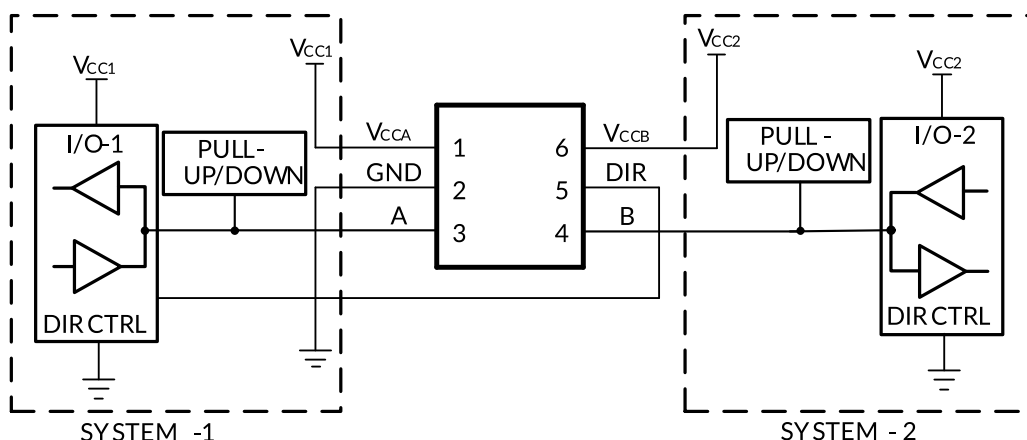 VCC1
I/O-1
DIR CTRL
PULL-
UP/DOWN
VCC1
VCCA
GND
A
1
2
3
6
5
4
VCCB
DIR
B
VCC2
PULL -
UP/DOWN
VCC2
I/O-2
DIR CTRL
SYSTEM -1
SYSTEM - 2